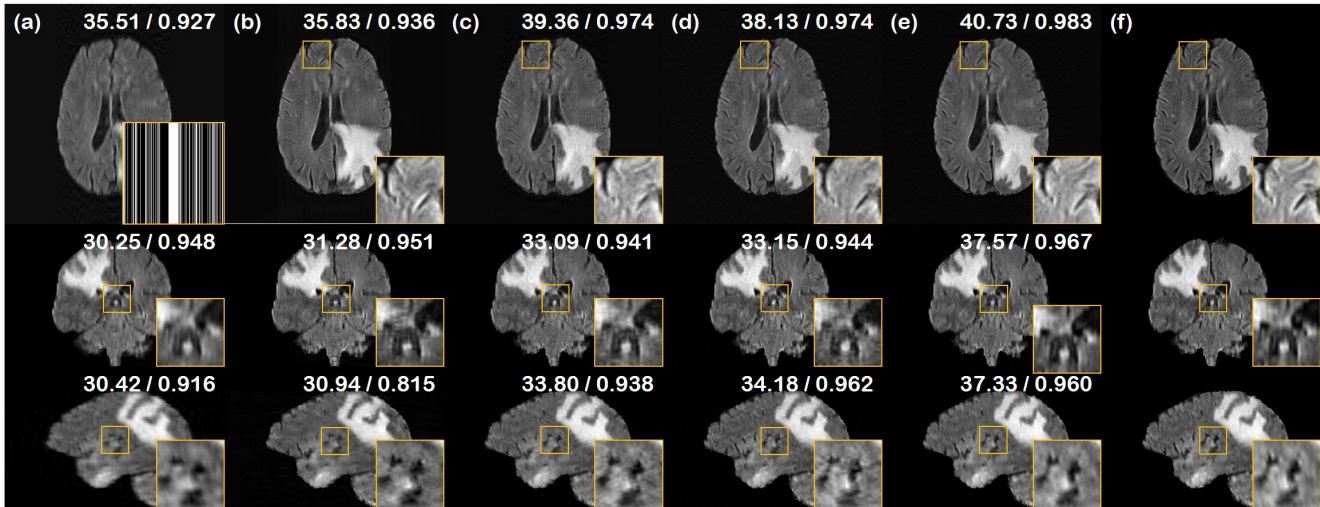 (a) 35.51 / 0.927 (b) 35.83 / 0.936 (c) 39.36 / 0.974 (d) 38.13 / 0.974 (e) 40.73 / 0.983 (f)
30.25 / 0.948 31.28 / 0.951 33.09 / 0.941 33.15 / 0.944 37.57 / 0.967
30.42 / 0.916 30.94 / 0.815 33.80 / 0.938 34.18 / 0.962 37.33 / 0.960